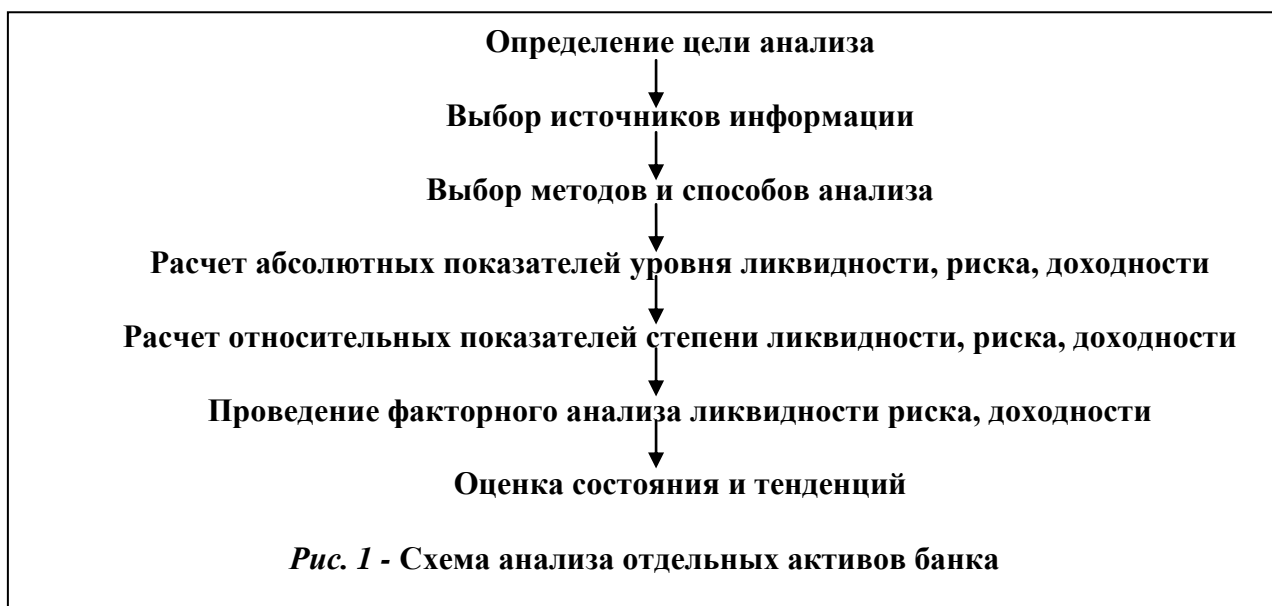 Определение цели анализа
Выбор источников информации
Выбор методов и способов анализа
Расчет абсолютных показателей уровня ликвидности, риска, доходности
Расчет относительных показателей степени ликвидности, риска, доходности
Проведение факторного анализа ликвидности риска, доходности
Оценка состояния и тенденций
Рис. 1 - Схема анализа отдельных активов банка